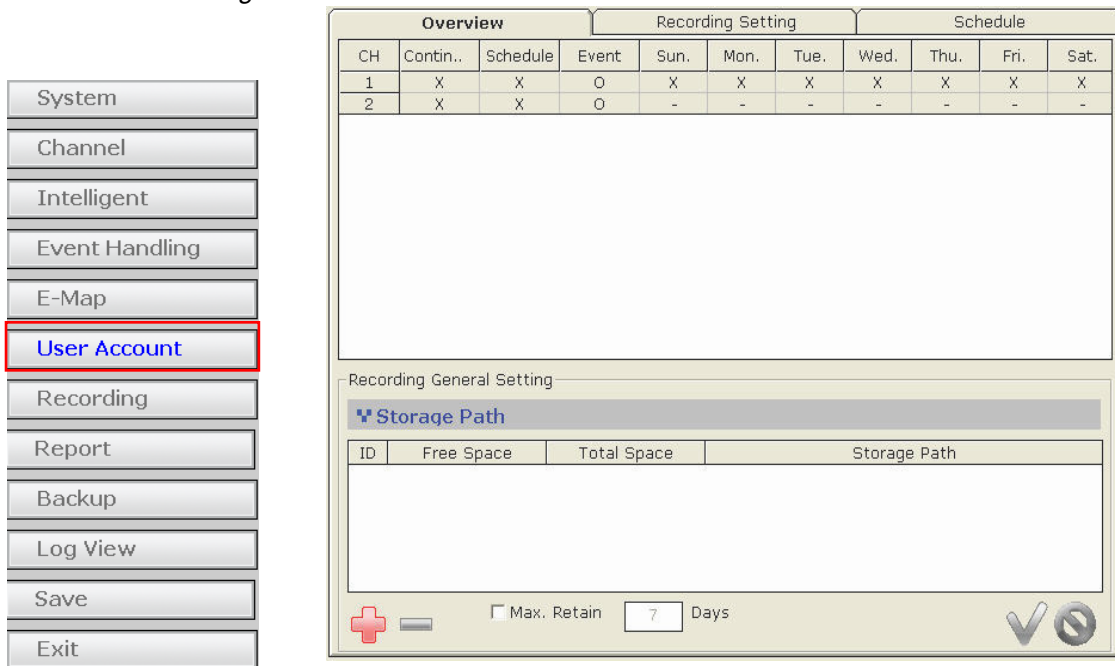 System
Channel
Intelligent
Event Handling
E-Map
User Account
Recording
Report
Backup
Log View
Save
Exit
Overview Recording Setting Schedule
CH Contin.. Schedule Event Sun. Mon. Tue. Wed. Thu. Fri. Sat.
1 X X O X X X X X X X
2 X X O - - - - - - -
Recording General Setting
Storage Path
ID Free Space Total Space Storage Path
Max. Retain 7 Days